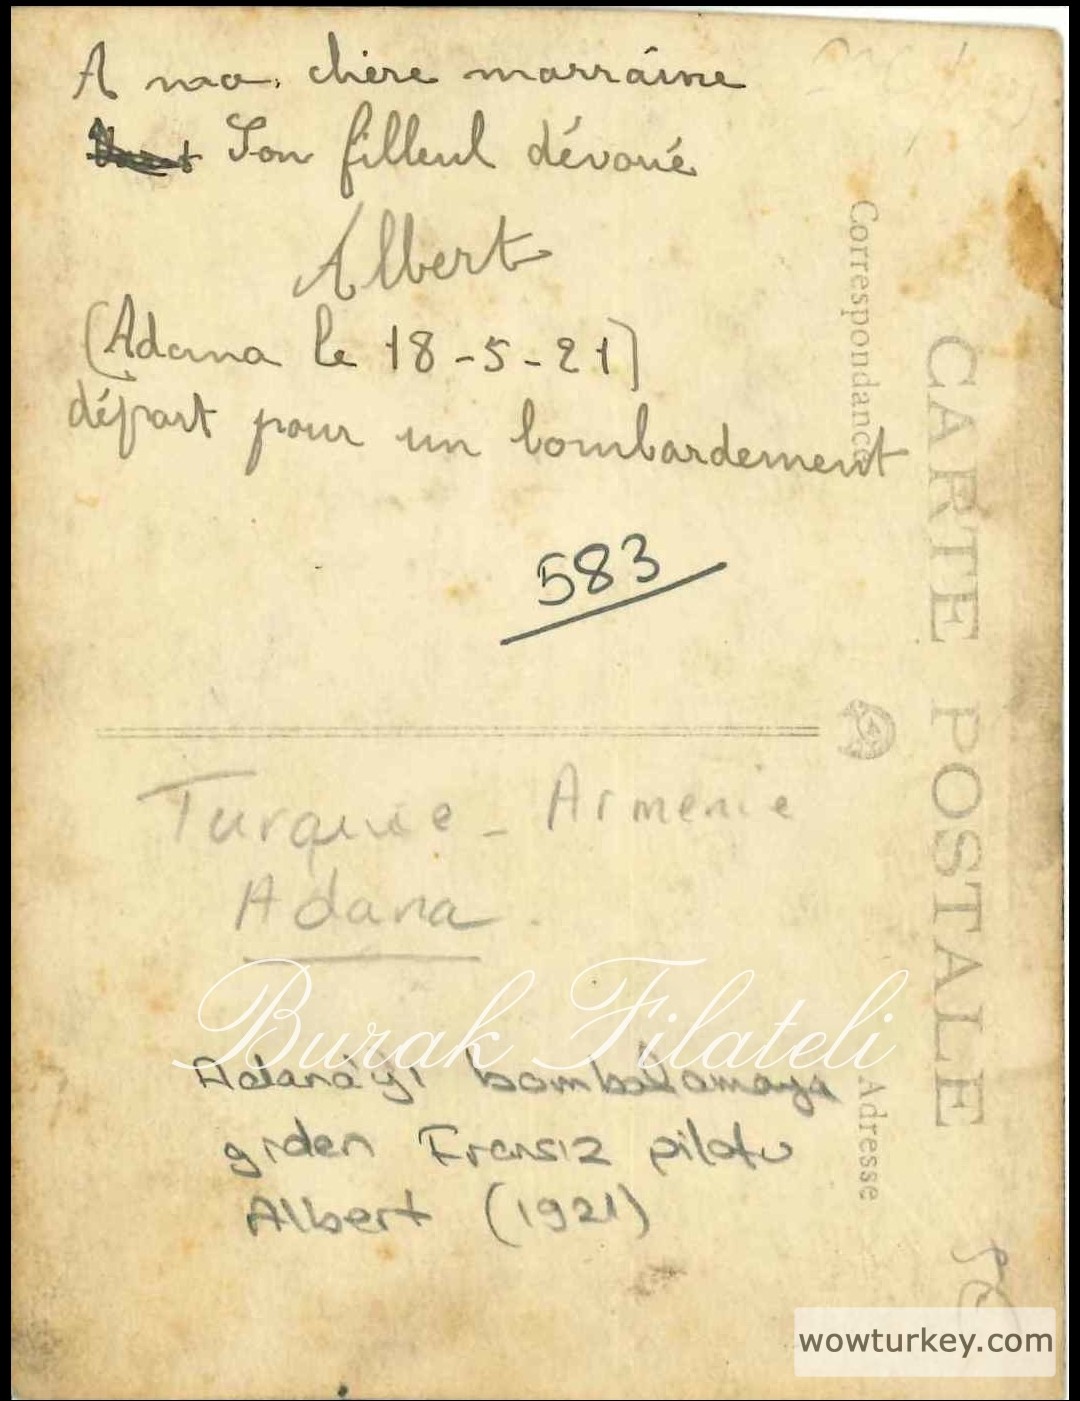 A ma chère marraine
Ton filleul dévoué
Albert
(Adana le 18-5-21)
départ pour un bombardement
583
Correspondance
CARTE POSTALE
Adresse
Turquie - Armenie
Adana
Burak Filateli
Adana'yı bombalamaya
giden Fransız pilotu
Albert (1921)
wowturkey.com